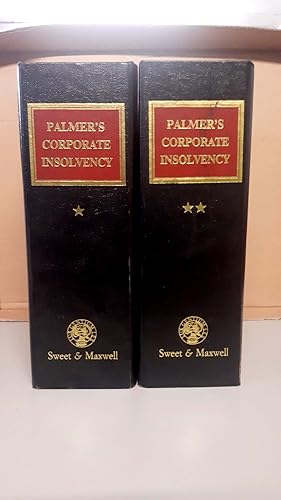 PALMER'S
CORPORATE
INSOLVENCY
Sweet & Maxwell
PALMER'S
CORPORATE
INSOLVENCY
Sweet & Maxwell